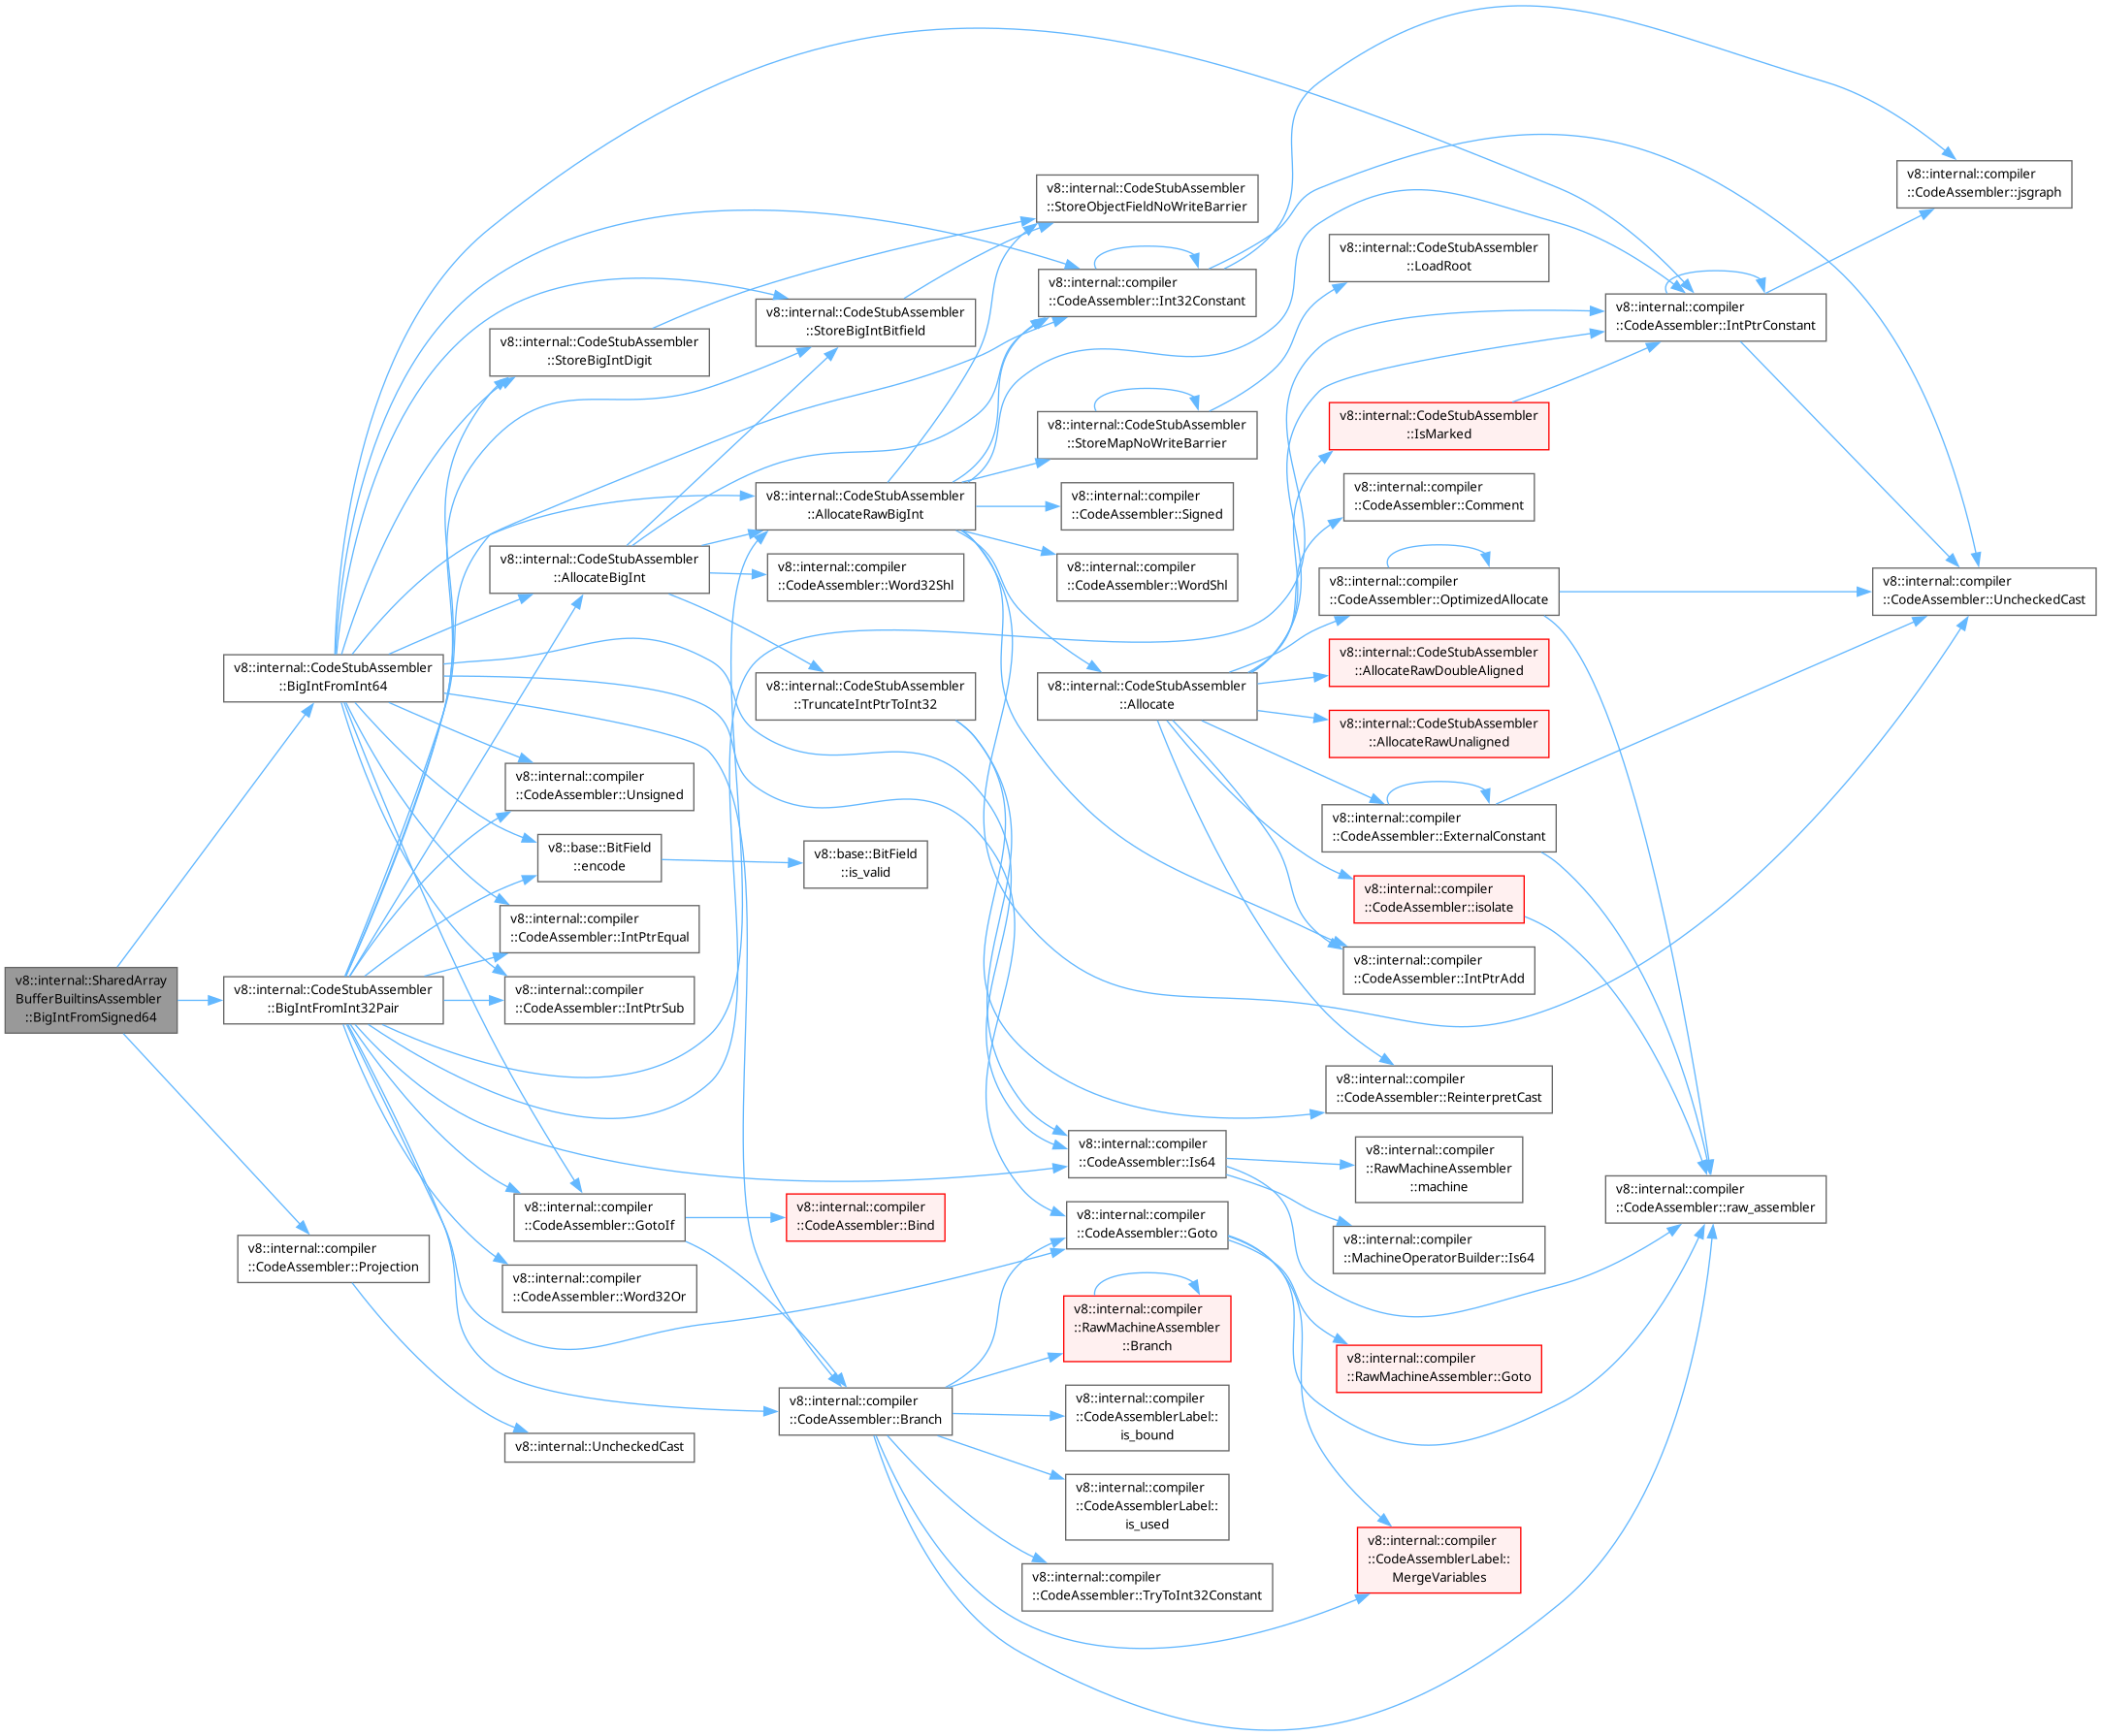 v8::internal::SharedArray
BufferBuiltinsAssembler
::BigIntFromSigned64
v8::internal::CodeStubAssembler
::BigIntFromInt64
v8::internal::CodeStubAssembler
::BigIntFromInt32Pair
v8::internal::compiler
::CodeAssembler::Projection
v8::internal::CodeStubAssembler
::StoreBigIntDigit
v8::internal::CodeStubAssembler
::AllocateBigInt
v8::internal::compiler
::CodeAssembler::Unsigned
v8::base::BitField
::encode
v8::internal::compiler
::CodeAssembler::IntPtrEqual
v8::internal::compiler
::CodeAssembler::IntPtrSub
v8::internal::compiler
::CodeAssembler::GotoIf
v8::internal::compiler
::CodeAssembler::Word32Or
v8::internal::UncheckedCast
v8::internal::CodeStubAssembler
::StoreBigIntBitfield
v8::internal::CodeStubAssembler
::AllocateRawBigInt
v8::internal::compiler
::CodeAssembler::Word32Shl
v8::internal::CodeStubAssembler
::TruncateIntPtrToInt32
v8::base::BitField
::is_valid
v8::internal::compiler
::CodeAssembler::Bind
v8::internal::compiler
::CodeAssembler::Branch
v8::internal::CodeStubAssembler
::StoreObjectFieldNoWriteBarrier
v8::internal::compiler
::CodeAssembler::Int32Constant
v8::internal::CodeStubAssembler
::StoreMapNoWriteBarrier
v8::internal::compiler
::CodeAssembler::Signed
v8::internal::compiler
::CodeAssembler::WordShl
v8::internal::CodeStubAssembler
::Allocate
v8::internal::compiler
::CodeAssembler::Is64
v8::internal::compiler
::CodeAssembler::Goto
v8::internal::compiler
::RawMachineAssembler
::Branch
v8::internal::compiler
::CodeAssemblerLabel::
is_bound
v8::internal::compiler
::CodeAssemblerLabel::
is_used
v8::internal::compiler
::CodeAssembler::TryToInt32Constant
v8::internal::CodeStubAssembler
::LoadRoot
v8::internal::CodeStubAssembler
::IsMarked
v8::internal::compiler
::CodeAssembler::Comment
v8::internal::compiler
::CodeAssembler::OptimizedAllocate
v8::internal::CodeStubAssembler
::AllocateRawDoubleAligned
v8::internal::CodeStubAssembler
::AllocateRawUnaligned
v8::internal::compiler
::CodeAssembler::ExternalConstant
v8::internal::compiler
::CodeAssembler::isolate
v8::internal::compiler
::CodeAssembler::IntPtrAdd
v8::internal::compiler
::CodeAssembler::ReinterpretCast
v8::internal::compiler
::RawMachineAssembler
::machine
v8::internal::compiler
::MachineOperatorBuilder::Is64
v8::internal::compiler
::RawMachineAssembler::Goto
v8::internal::compiler
::CodeAssemblerLabel::
MergeVariables
v8::internal::compiler
::CodeAssembler::IntPtrConstant
v8::internal::compiler
::CodeAssembler::raw_assembler
v8::internal::compiler
::CodeAssembler::jsgraph
v8::internal::compiler
::CodeAssembler::UncheckedCast